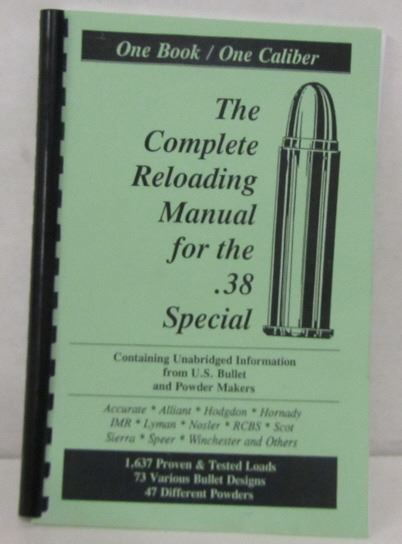 One Book / One Caliber
The
Complete
Reloading
Manual
for the
.38
Special
Containing Unabridged Information
from U.S. Bullet
and Powder Makers
Accurate * Alliant * Hodgdon * Hornady
IMR * Lyman * Nosler * RCBS * Scot
Sierra * Speer * Winchester and Others
1,637 Proven & Tested Loads
73 Various Bullet Designs
47 Different Powders